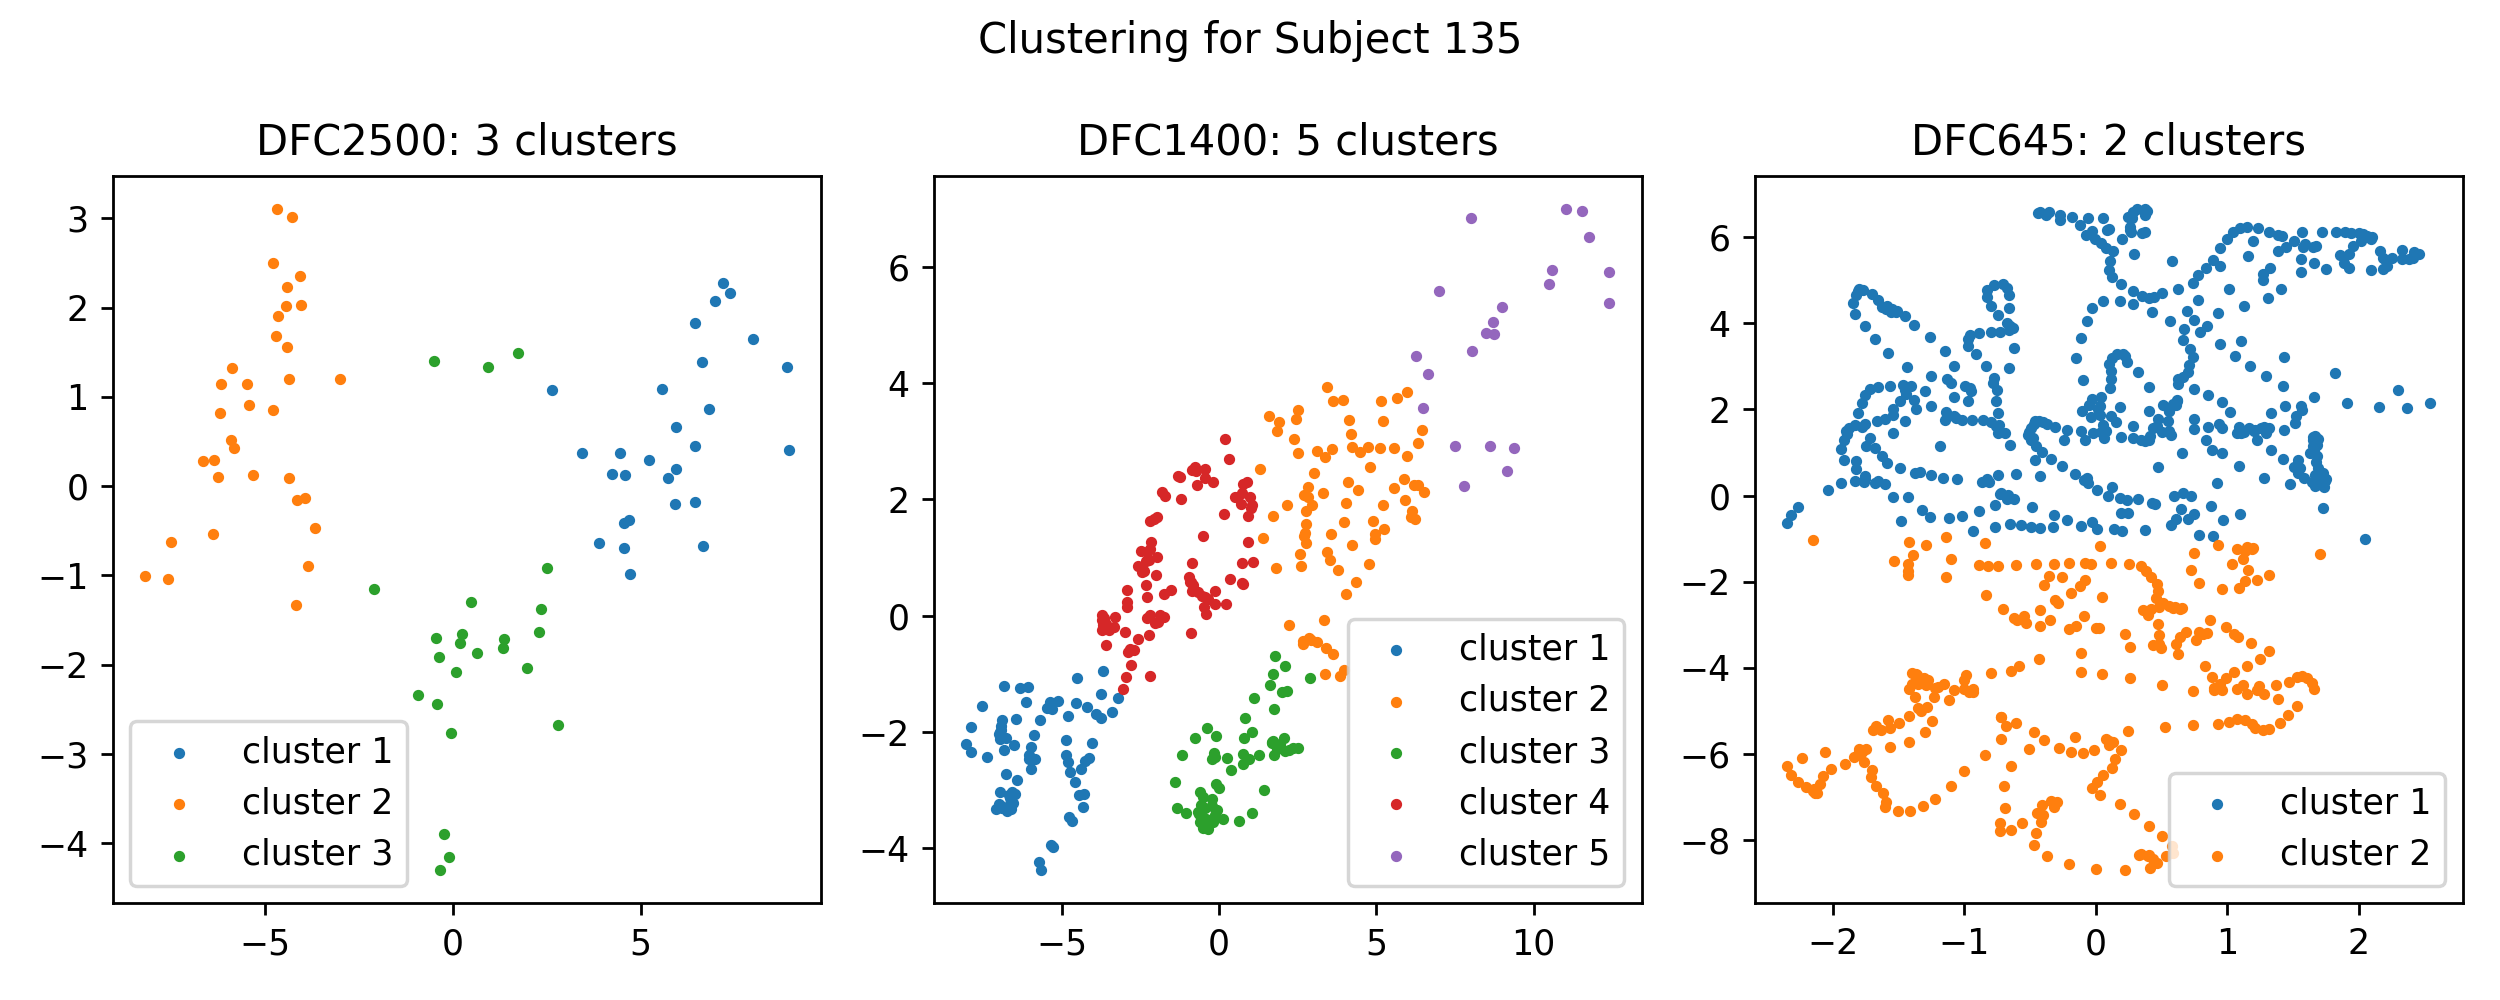 Clustering for Subject 135
DFC2500: 3 clusters
3
2
1
0
−1
−2
−3
−4
−5
0
5
cluster 1
cluster 2
cluster 3
DFC1400: 5 clusters
6
4
2
0
−2
−4
−5
0
5
10
cluster 1
cluster 2
cluster 3
cluster 4
cluster 5
DFC645: 2 clusters
6
4
2
0
−2
−4
−6
−8
−2
−1
0
1
2
cluster 1
cluster 2